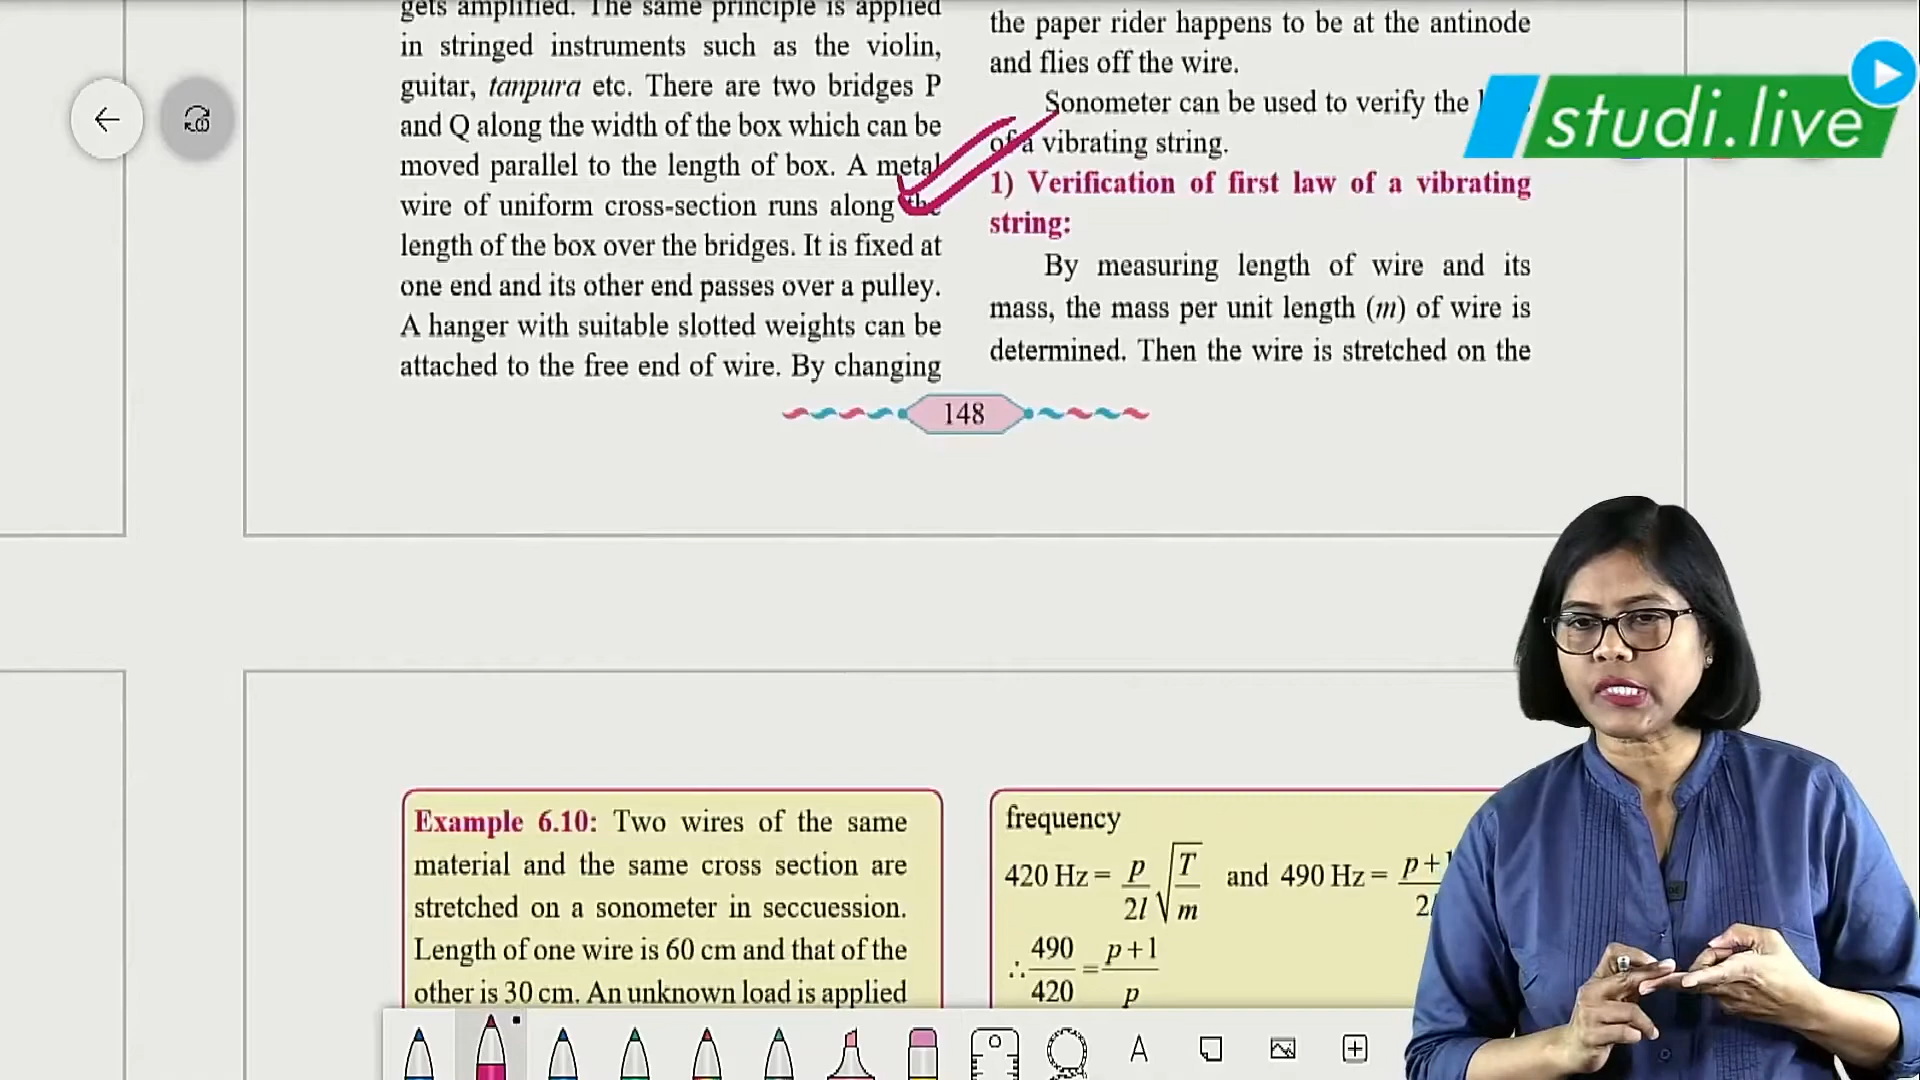 gets amplified. The same principle is applied
in stringed instruments such as the violin,
guitar, tanpura etc. There are two bridges P
and Q along the width of the box which can be
moved parallel to the length of box. A metal
wire of uniform cross-section runs along the
length of the box over the bridges. It is fixed at
one end and its other end passes over a pulley.
A hanger with suitable slotted weights can be
attached to the free end of wire. By changing
the paper rider happens to be at the antinode
and flies off the wire.
Sonometer can be used to verify the
of a vibrating string.
1) Verification of first law of a vibrating
string:
By measuring length of wire and its
mass, the mass per unit length (m) of wire is
determined. Then the wire is stretched on the
148
studi.live
Example 6.10: Two wires of the same
material and the same cross section are
stretched on a sonometer in seccuession.
Length of one wire is 60 cm and that of the
other is 30 cm. An unknown load is applied
frequency
420 Hz = p/2l √T/m and 490 Hz = p+1/2l
∴ 490/420 = p+1/p
A